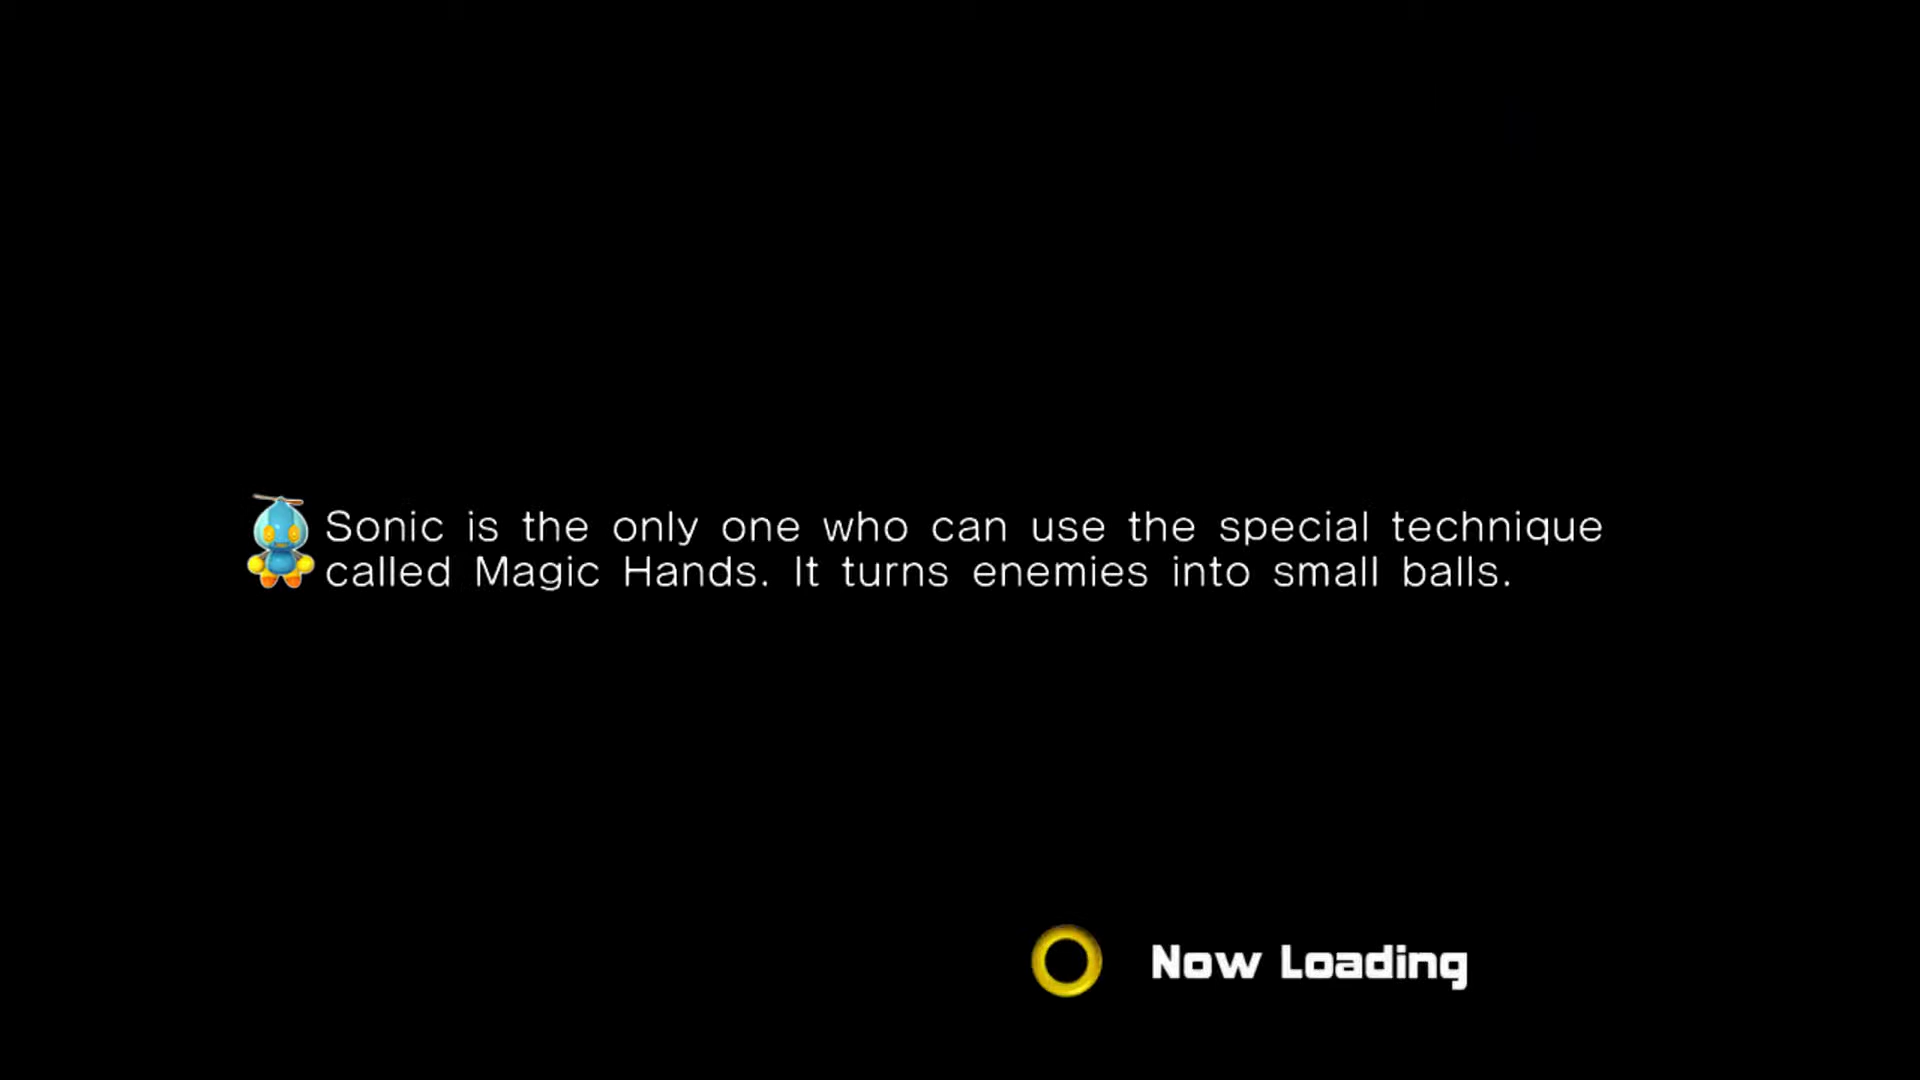 Sonic is the only one who can use the special technique
called Magic Hands. It turns enemies into small balls.
Now Loading